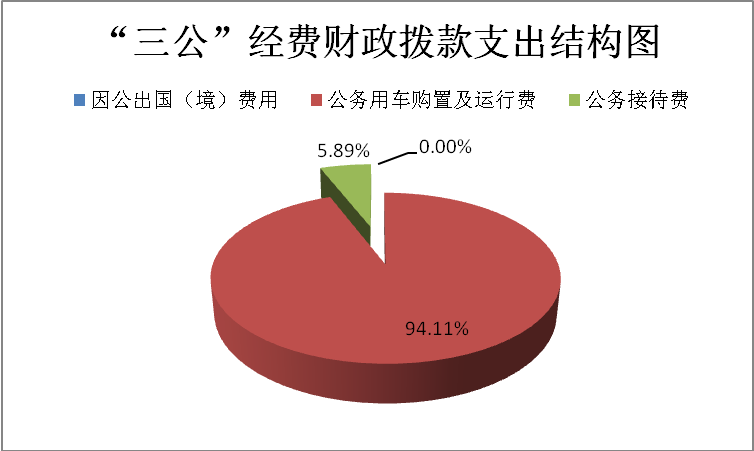 “三公”经费财政拨款支出结构图
因公出国（境）费用 公务用车购置及运行费 公务接待费
5.89% 0.00%
94.11%